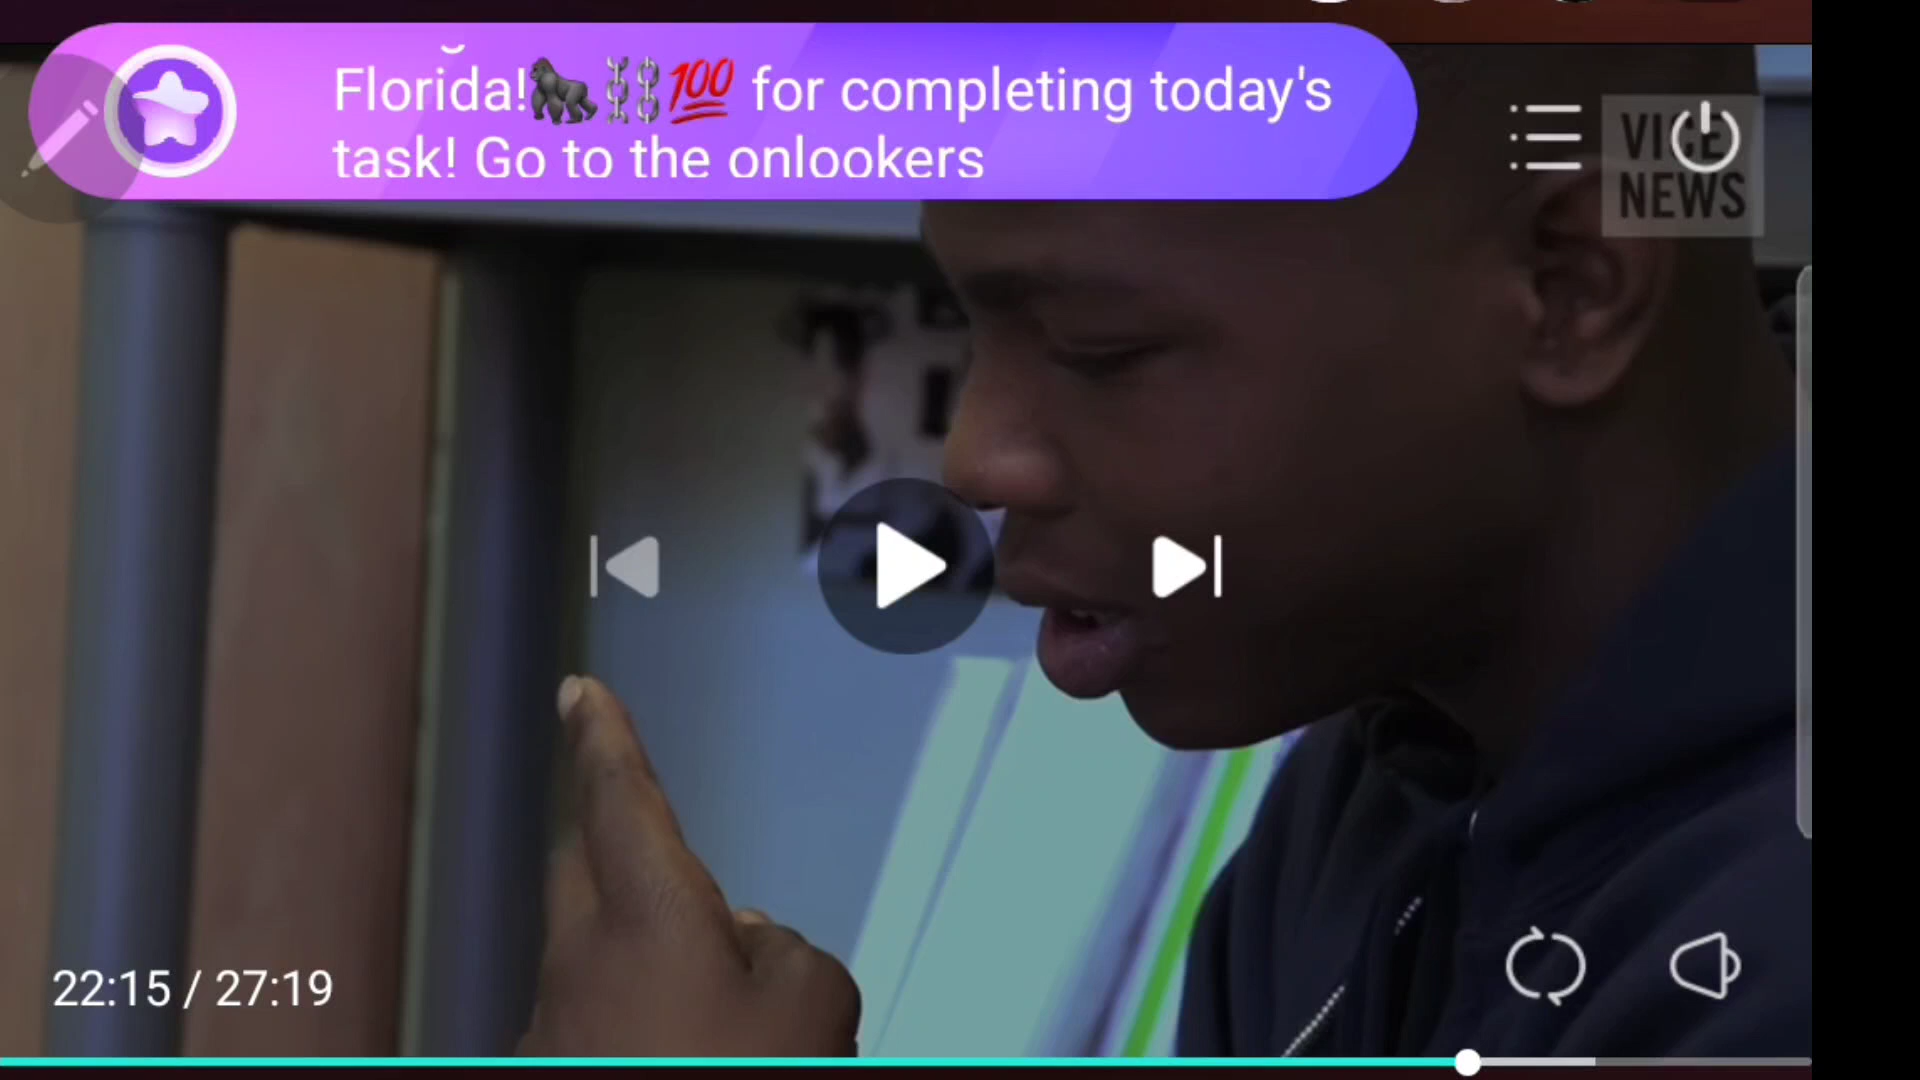 Florida!🦍⛓💯 for completing today's
task! Go to the onlookers
VICE
NEWS
22:15 / 27:19